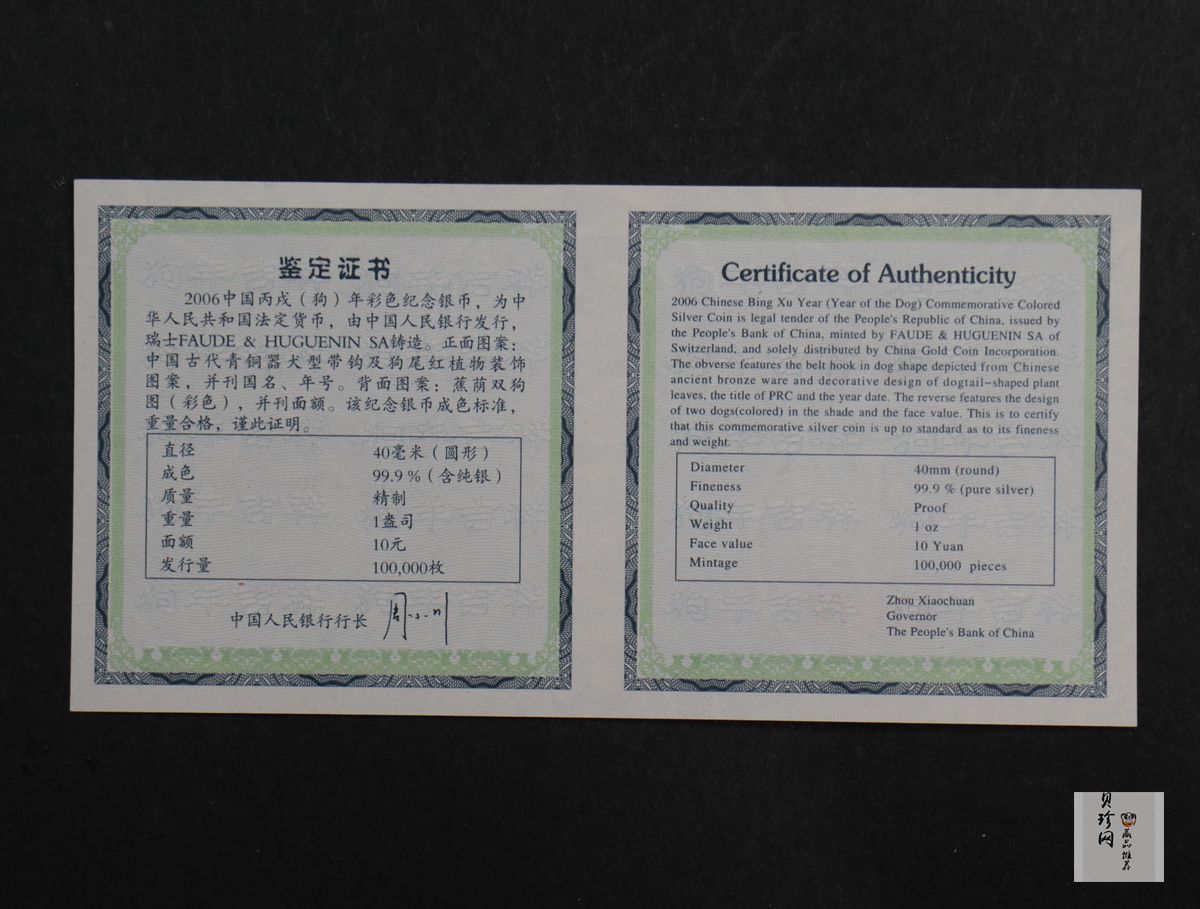 鉴定证书
2006中国丙戌（狗）年彩色纪念银币，为中
华人民共和国法定货币，由中国人民银行发行，
瑞士FAUDE & HUGUENIN SA铸造。正面图案：
中国古代青铜器犬型带钩及狗尾红植物装饰
图案，并刊国名、年号。背面图案：蕉荫双狗
图（彩色），并刊面额。该纪念银币成色标准，
重量合格，谨此证明。
直径 40毫米（圆形）
成色 99.9 %（含纯银）
质量 精制
重量 1盎司
面额 10元
发行量 100,000枚
中国人民银行行长 周小川
Certificate of Authenticity
2006 Chinese Bing Xu Year (Year of the Dog) Commemorative Colored
Silver Coin is legal tender of the People's Republic of China, issued by
the People's Bank of China, minted by FAUDE & HUGUENIN SA of
Switzerland, and solely distributed by China Gold Coin Incorporation.
The obverse features the belt hook in dog shape depicted from Chinese
ancient bronze ware and decorative design of dogtail-shaped plant
leaves, the title of PRC and the year date. The reverse features the design
of two dogs(colored) in the shade and the face value. This is to certify
that this commemorative silver coin is up to standard as to its fineness
and weight.
Diameter 40mm (round)
Fineness 99.9 % (pure silver)
Quality Proof
Weight 1 oz
Face value 10 Yuan
Mintage 100,000 pieces
Zhou Xiaochuan
Governor
The People's Bank of China
贝珍网
藏品推荐